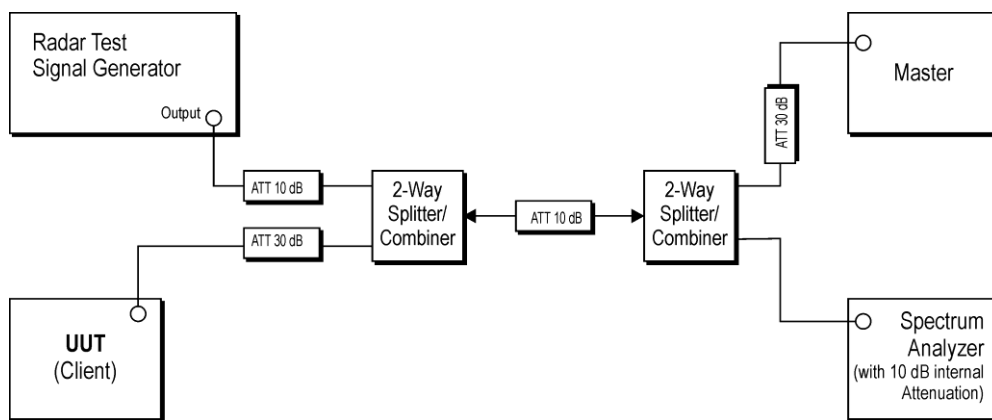 Radar Test
Signal Generator
Output
ATT 10 dB
ATT 30 dB
2-Way
Splitter/
Combiner
ATT 10 dB
2-Way
Splitter/
Combiner
ATT 30 dB
Master
UUT
(Client)
Spectrum
Analyzer
(with 10 dB internal
Attenuation)